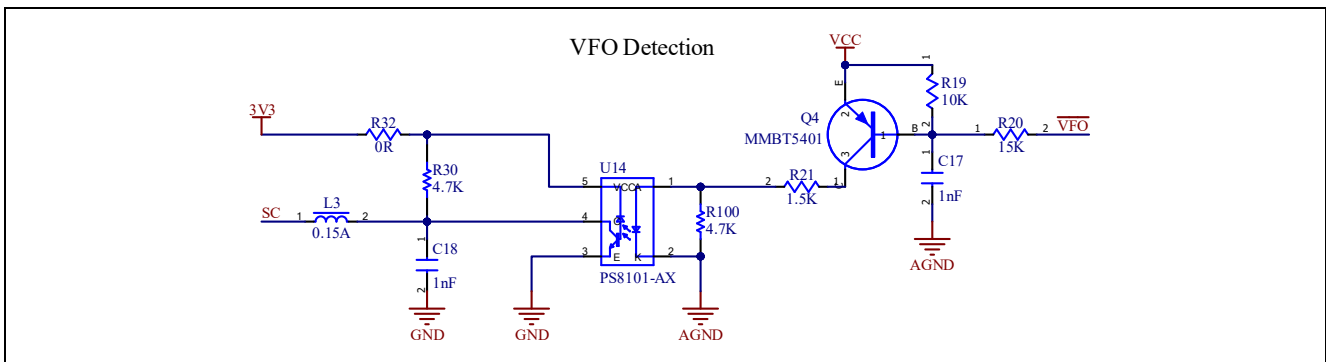 VFO Detection
VCC
1
R19
10K
2
E
2
Q4
MMBT5401
3
1
B
1
R20
15K
2
VFO
3V3
R32
0R
R30
4.7K
U14
5
VCC
A
1
2
R21
1.5K
1
C
C17
1nF
1
2
AGND
SC
1
L3
2
0.15A
4
C
R100
4.7K
1
C18
1nF
2
3
E
K
2
PS8101-AX
GND
GND
AGND